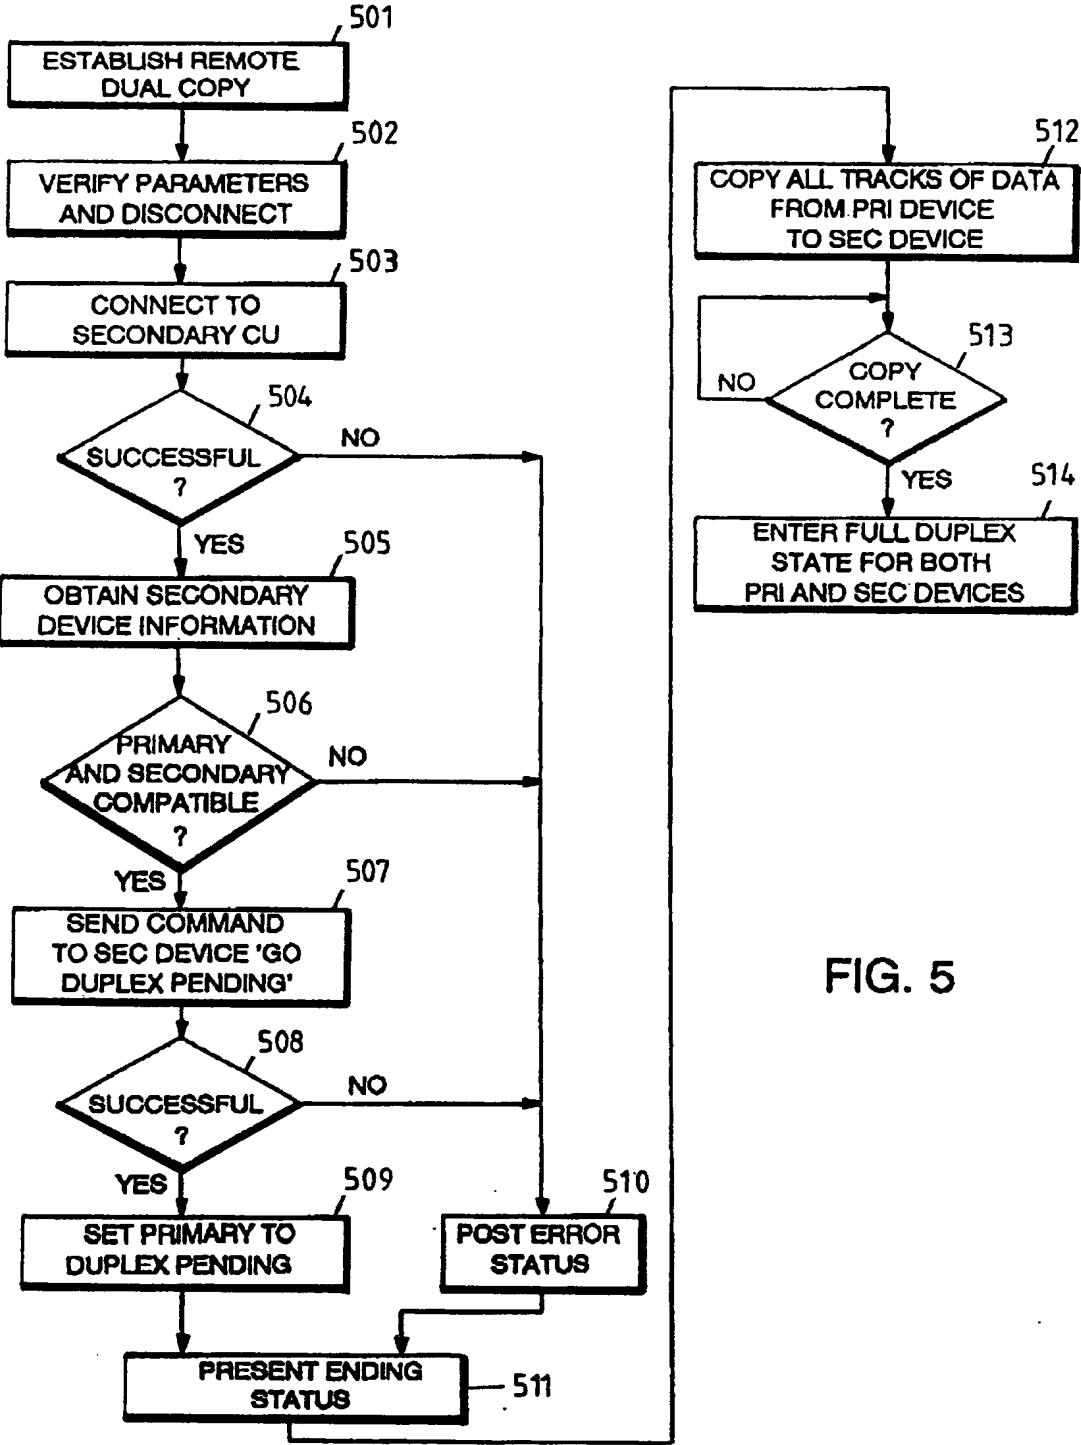 501
ESTABLISH REMOTE
DUAL COPY
502
VERIFY PARAMETERS
AND DISCONNECT
503
CONNECT TO
SECONDARY CU
504
SUCCESSFUL
?
NO
YES
505
OBTAIN SECONDARY
DEVICE INFORMATION
506
PRIMARY
AND SECONDARY
COMPATIBLE
?
NO
YES
507
SEND COMMAND
TO SEC DEVICE 'GO
DUPLEX PENDING'
508
SUCCESSFUL
?
NO
YES
509
SET PRIMARY TO
DUPLEX PENDING
510
POST ERROR
STATUS
PRESENT ENDING
STATUS
511
512
COPY ALL TRACKS OF DATA
FROM PRI DEVICE
TO SEC DEVICE
513
COPY
COMPLETE
?
NO
YES
514
ENTER FULL DUPLEX
STATE FOR BOTH
PRI AND SEC DEVICES
FIG. 5